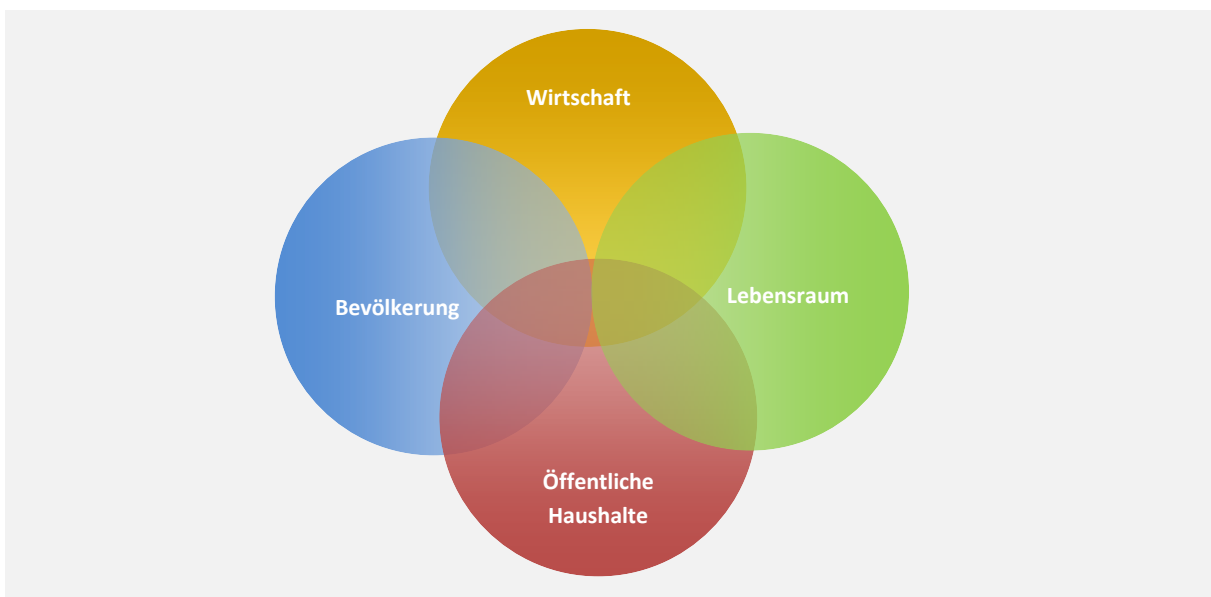 Wirtschaft
Bevölkerung
Lebensraum
Öffentliche
Haushalte